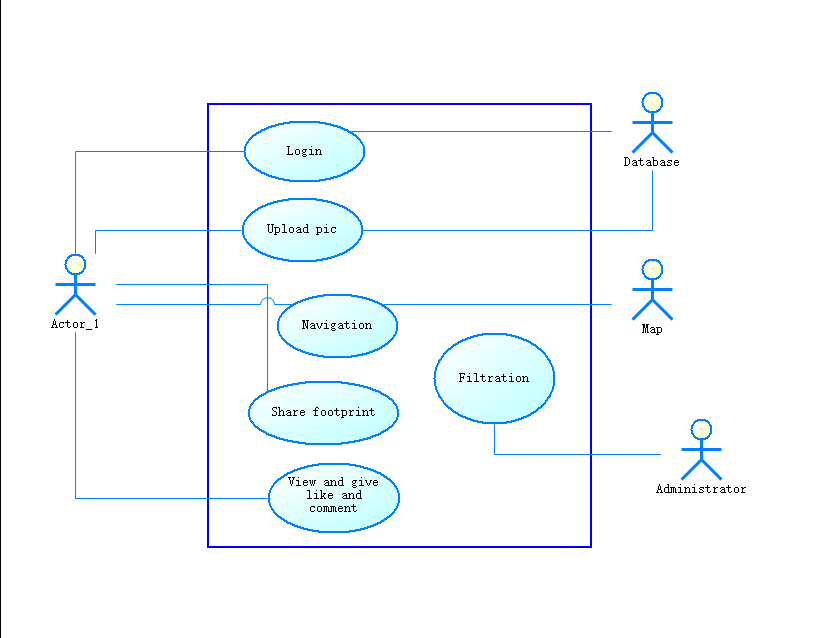 Login
Database
Upload pic
Actor_1
Navigation
Map
Filtration
Share footprint
View and give
like and
comment
Administrator